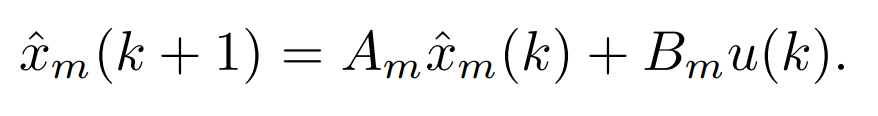 x̂ₘ(k + 1) = Aₘx̂ₘ(k) + Bₘu(k).